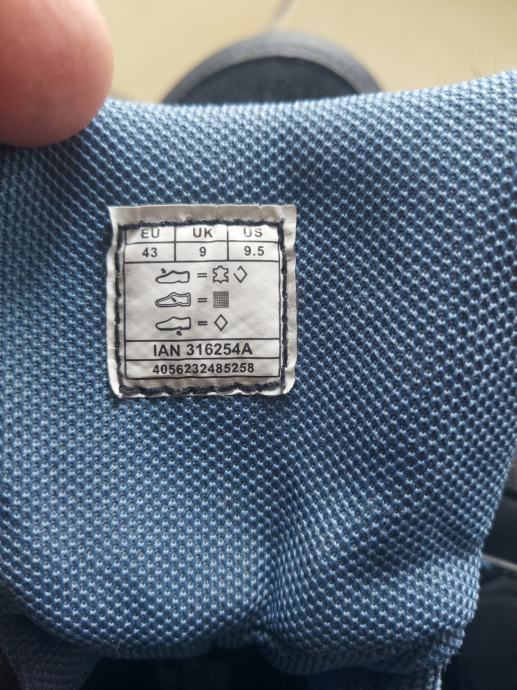 EU UK US
43 9 9.5
=
=
=
IAN 316254A
4056232485258